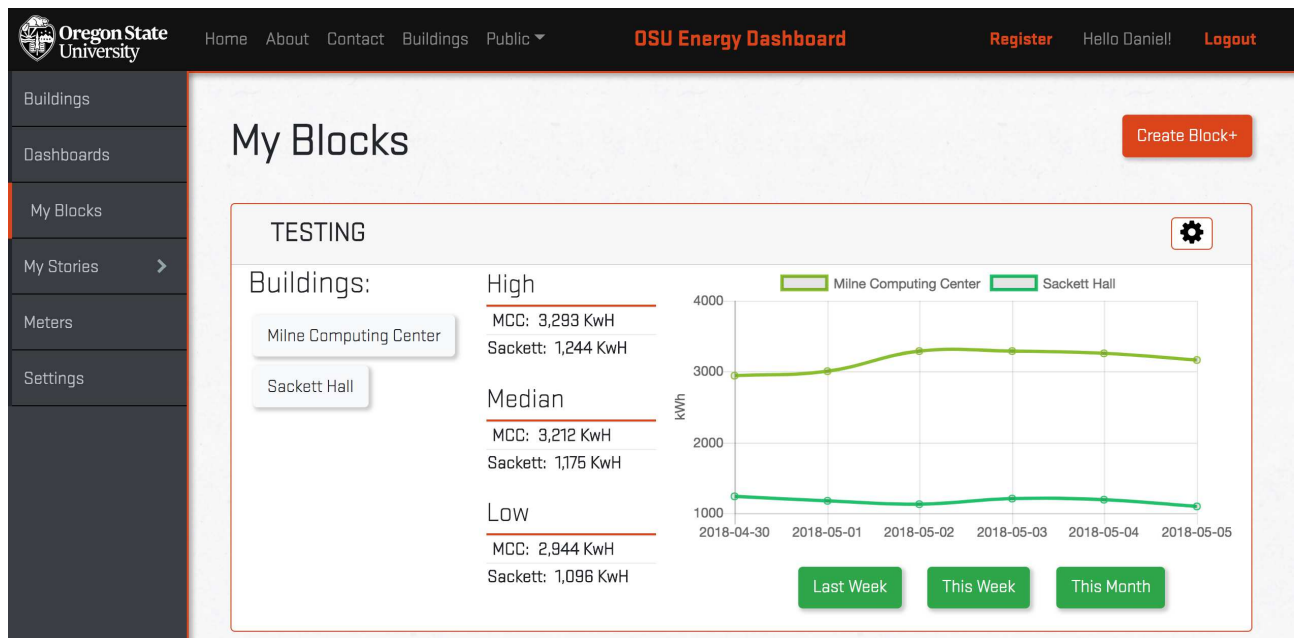 Oregon State
University
Home About Contact Buildings Public
OSU Energy Dashboard
Register Hello Daniel! Logout
Buildings
Dashboards
My Blocks
My Stories
Meters
Settings
My Blocks
Create Block+
TESTING
Buildings:
Milne Computing Center
Sackett Hall
High
MCC: 3,293 KwH
Sackett: 1,244 KwH
Median
MCC: 3,212 KwH
Sackett: 1,175 KwH
Low
MCC: 2,944 KwH
Sackett: 1,096 KwH
Milne Computing Center Sackett Hall
4000
3000
2000
1000
kWh
2018-04-30 2018-05-01 2018-05-02 2018-05-03 2018-05-04 2018-05-05
Last Week This Week This Month